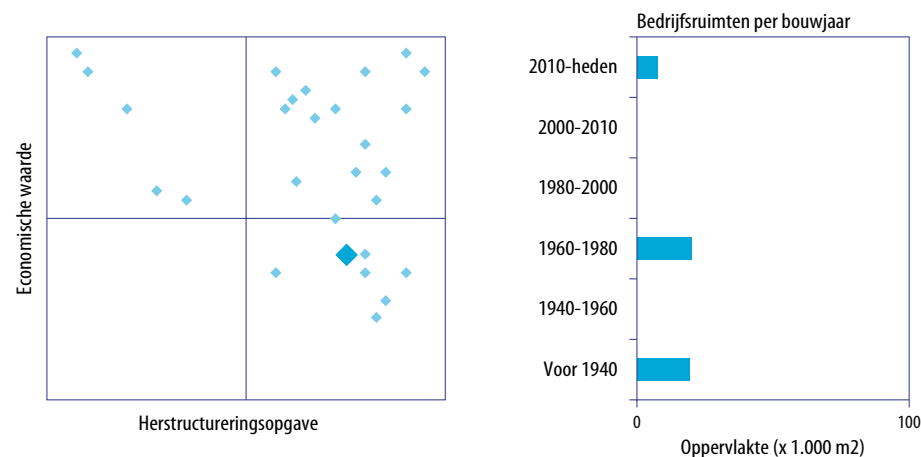 Economische waarde
Herstructureringsopgave
Bedrijfsruimten per bouwjaar
2010-heden
2000-2010
1980-2000
1960-1980
1940-1960
Voor 1940
0
100
Oppervlakte (x 1.000 m2)